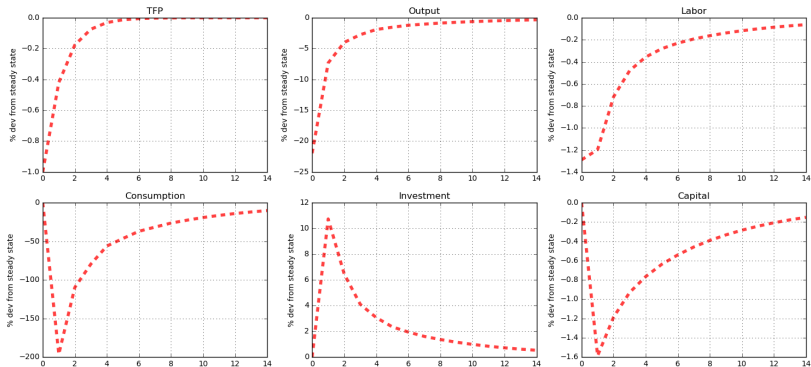 TFP
% dev from steady state
0.0
−0.2
−0.4
−0.6
−0.8
−1.0
0 2 4 6 8 10 12 14
Output
% dev from steady state
0
−5
−10
−15
−20
−25
0 2 4 6 8 10 12 14
Labor
% dev from steady state
0.0
−0.2
−0.4
−0.6
−0.8
−1.0
−1.2
−1.4
0 2 4 6 8 10 12 14
Consumption
% dev from steady state
0
−50
−100
−150
−200
0 2 4 6 8 10 12 14
Investment
% dev from steady state
12
10
8
6
4
2
0
0 2 4 6 8 10 12 14
Capital
% dev from steady state
0.0
−0.2
−0.4
−0.6
−0.8
−1.0
−1.2
−1.4
−1.6
0 2 4 6 8 10 12 14